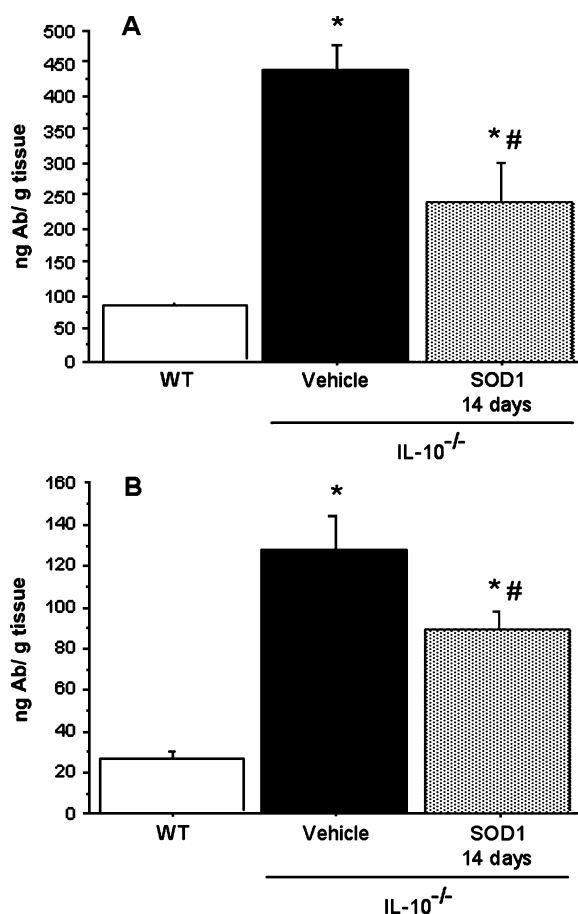 A
500
450
400
350
300
250
200
150
100
50
0
ng Ab/ g tissue
*
* #
WT
Vehicle
SOD1
14 days
IL-10-/-
B
160
140
120
100
80
60
40
20
0
ng Ab/ g tissue
*
* #
WT
Vehicle
SOD1
14 days
IL-10-/-